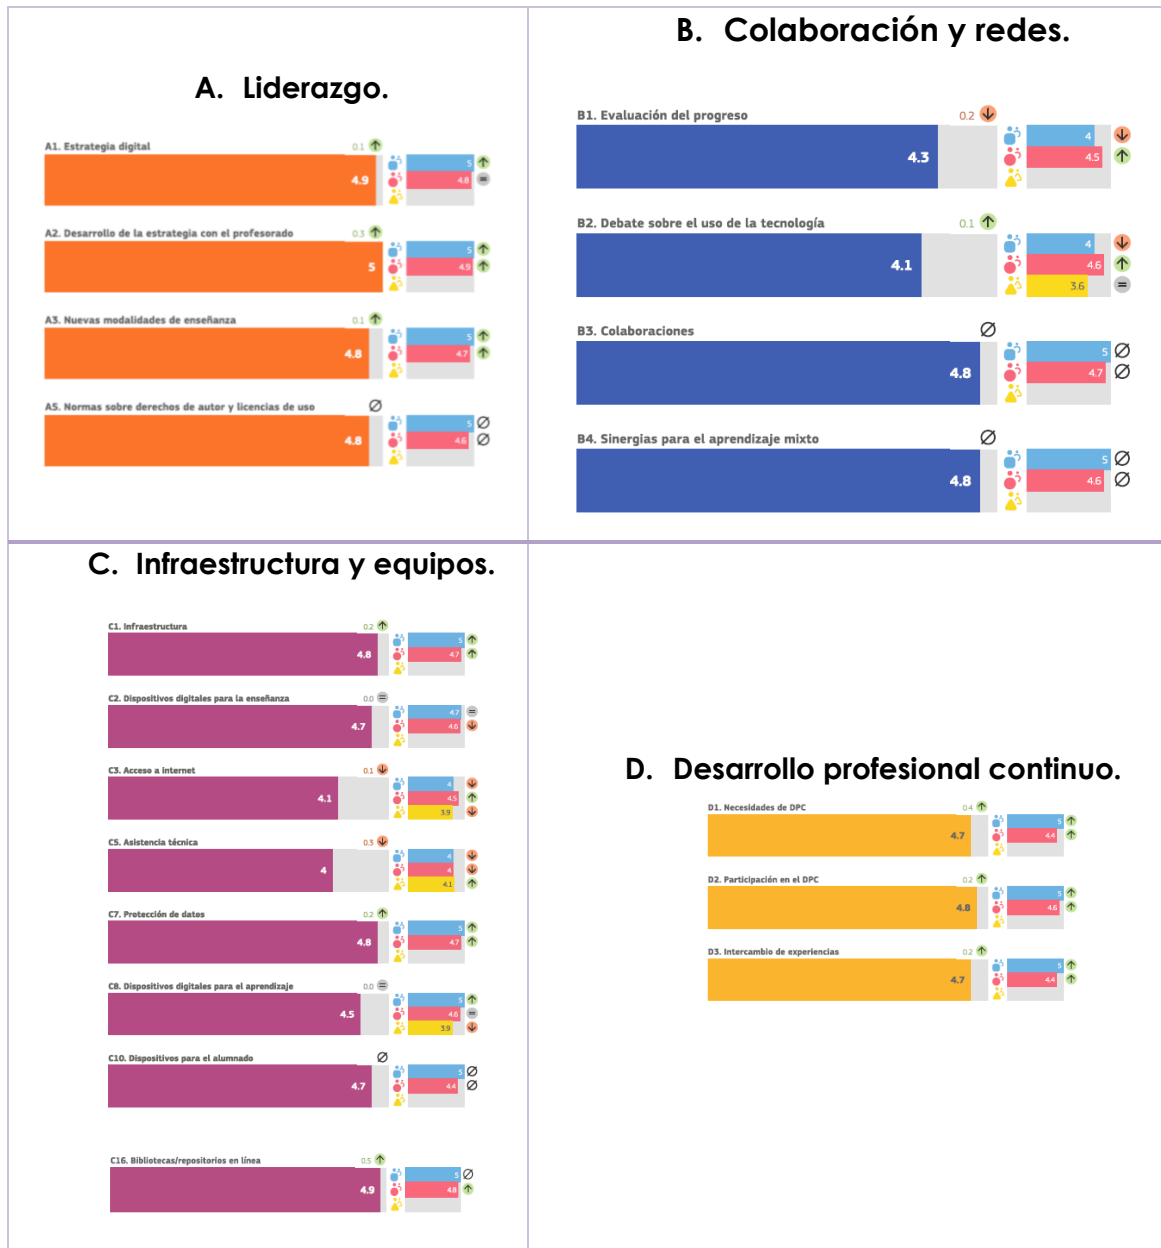 A. Liderazgo.
A1. Estrategia digital 0.1 ↑
5 ↑
4.9 4.8 =
A2. Desarrollo de la estrategia con el profesorado 0.3 ↑
5 ↑
5 4.9 ↑
A3. Nuevas modalidades de enseñanza 0.1 ↑
5 ↑
4.8 4.7 ↑
A5. Normas sobre derechos de autor y licencias de uso Ø
5 Ø
4.8 4.6 Ø
B. Colaboración y redes.
B1. Evaluación del progreso 0.2 ↓
4 ↓
4.3 4.5 ↑
B2. Debate sobre el uso de la tecnología 0.1 ↑
4 ↓
4.1 4.6 ↑
3.6 =
B3. Colaboraciones Ø
5 Ø
4.8 4.7 Ø
B4. Sinergias para el aprendizaje mixto Ø
5 Ø
4.8 4.6 Ø
C. Infraestructura y equipos.
C1. Infraestructura 0.2 ↑
5 ↑
4.8 4.7 ↑
C2. Dispositivos digitales para la enseñanza 0.0 =
4.7 =
4.7 4.6 ↓
C3. Acceso a internet 0.1 ↓
4 ↓
4.1 4.5 ↑
3.9 ↓
C5. Asistencia técnica 0.3 ↓
4 ↓
4 4 ↓
4.1 ↑
C7. Protección de datos 0.2 ↑
5 ↑
4.8 4.7 ↑
C8. Dispositivos digitales para el aprendizaje 0.0 =
5 ↑
4.5 4.6 =
3.9 ↓
C10. Dispositivos para el alumnado Ø
5 Ø
4.7 4.4 Ø
C16. Bibliotecas/repositorios en línea 0.5 ↑
5 Ø
4.9 4.8 ↑
D. Desarrollo profesional continuo.
D1. Necesidades de DPC 0.4 ↑
5 ↑
4.7 4.4 ↑
D2. Participación en el DPC 0.2 ↑
5 ↑
4.8 4.6 ↑
D3. Intercambio de experiencias 0.2 ↑
5 ↑
4.7 4.4 ↑